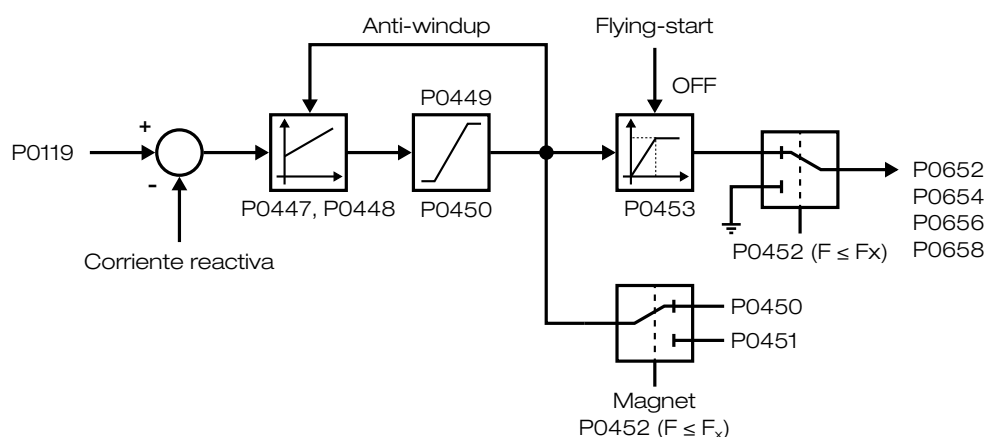 Anti-windup
Flying-start
OFF
P0449
P0119
+
-
P0447, P0448
P0450
P0453
P0652
P0654
P0656
P0658
P0452 (F ≤ Fx)
Corriente reactiva
P0450
P0451
Magnet
P0452 (F ≤ Fx)